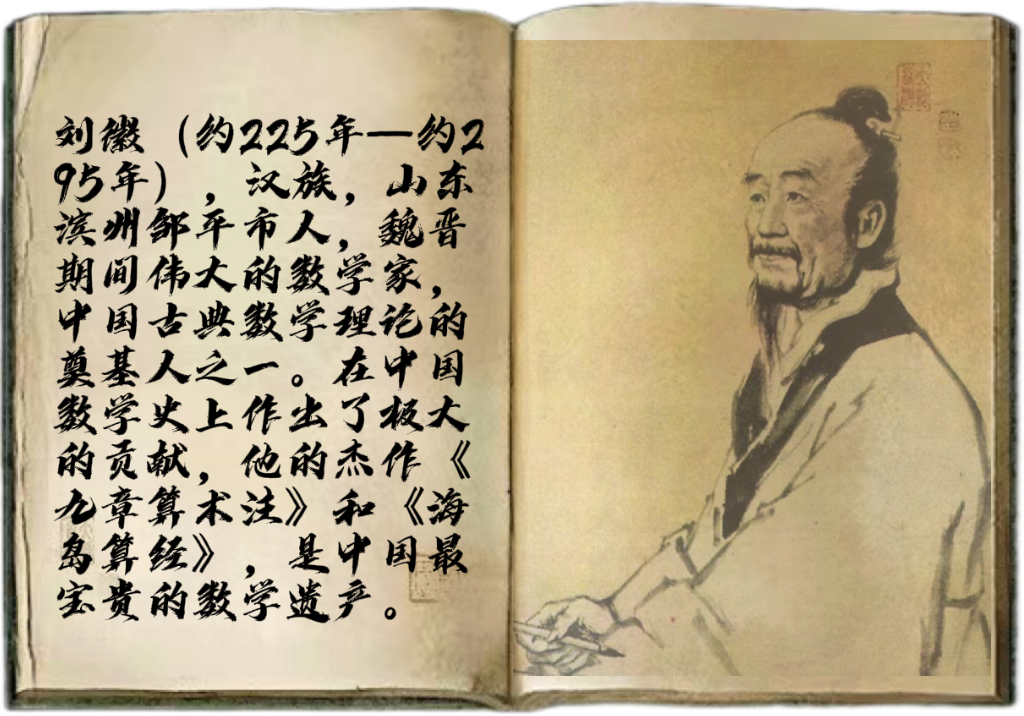 刘徽（约225年—约2
95年），汉族，山东
滨州邹平市人，魏晋
期间伟大的数学家，
中国古典数学理论的
奠基人之一。在中国
数学史上作出了极大
的贡献，他的杰作《
九章算术注》和《海
岛算经》，是中国最
宝贵的数学遗产。